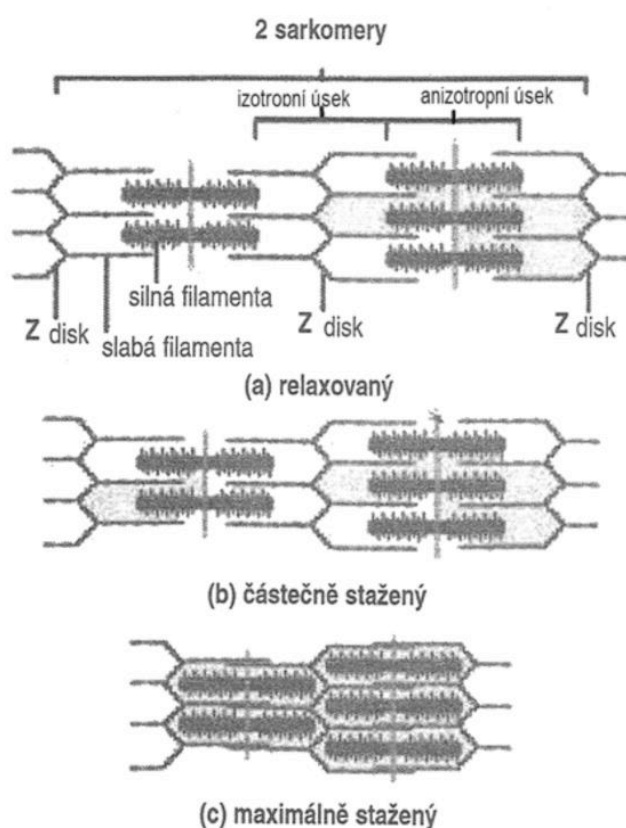 2 sarkomery
izotropní úsek
anizotropní úsek
silná filamenta
Z disk
slabá filamenta
Z disk
Z disk
(a) relaxovaný
(b) částečně stažený
(c) maximálně stažený